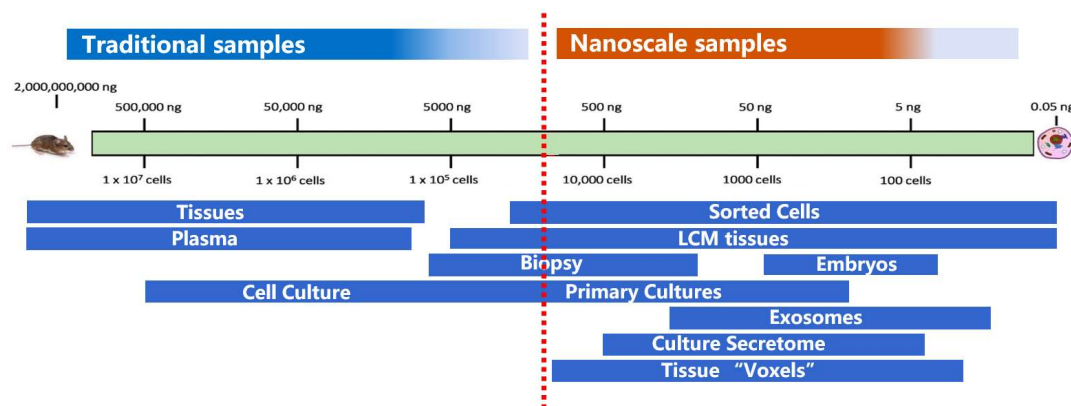 Traditional samples
Nanoscale samples
2,000,000,000 ng
500,000 ng
50,000 ng
5000 ng
500 ng
50 ng
5 ng
0.05 ng
1 x 10⁷ cells
1 x 10⁶ cells
1 x 10⁵ cells
10,000 cells
1000 cells
100 cells
Tissues
Sorted Cells
Plasma
LCM tissues
Biopsy
Embryos
Cell Culture
Primary Cultures
Exosomes
Culture Secretome
Tissue “Voxels”